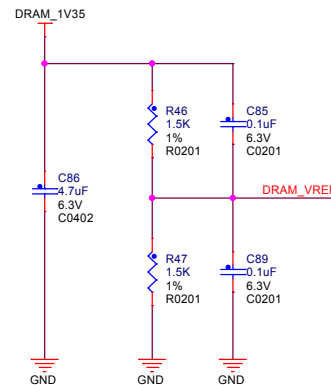 DRAM_1V35
R46
1.5K
1%
R0201
C85
0.1uF
6.3V
C0201
C86
4.7uF
6.3V
C0402
DRAM_VREI
R47
1.5K
1%
R0201
C89
0.1uF
6.3V
C0201
GND
GND
GND